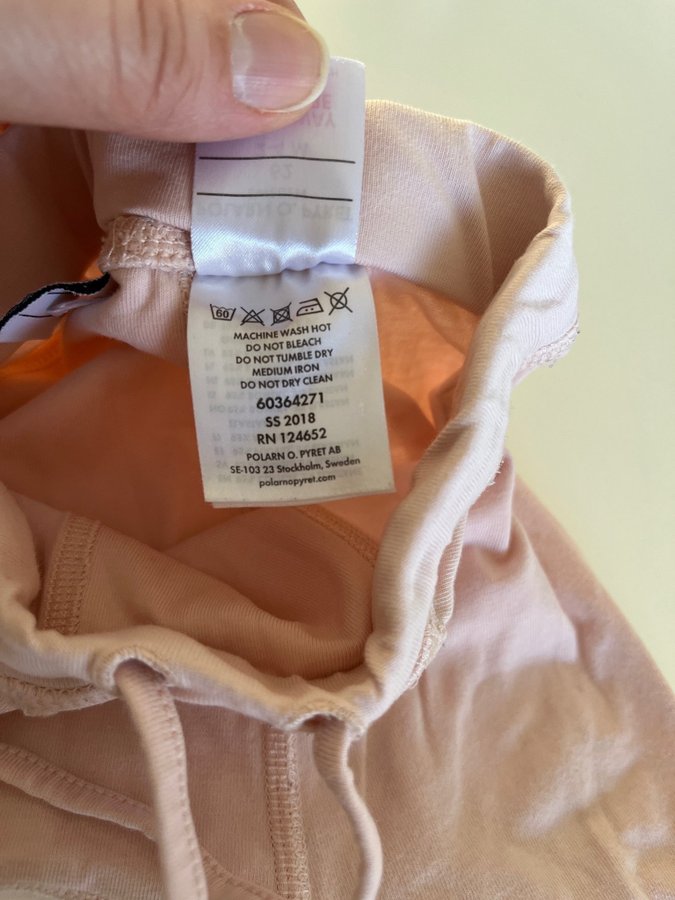 60
MACHINE WASH HOT
DO NOT BLEACH
DO NOT TUMBLE DRY
MEDIUM IRON
DO NOT DRY CLEAN
60364271
SS 2018
RN 124652
POLARN O. PYRET AB
SE-103 23 Stockholm, Sweden
polarnopyret.com